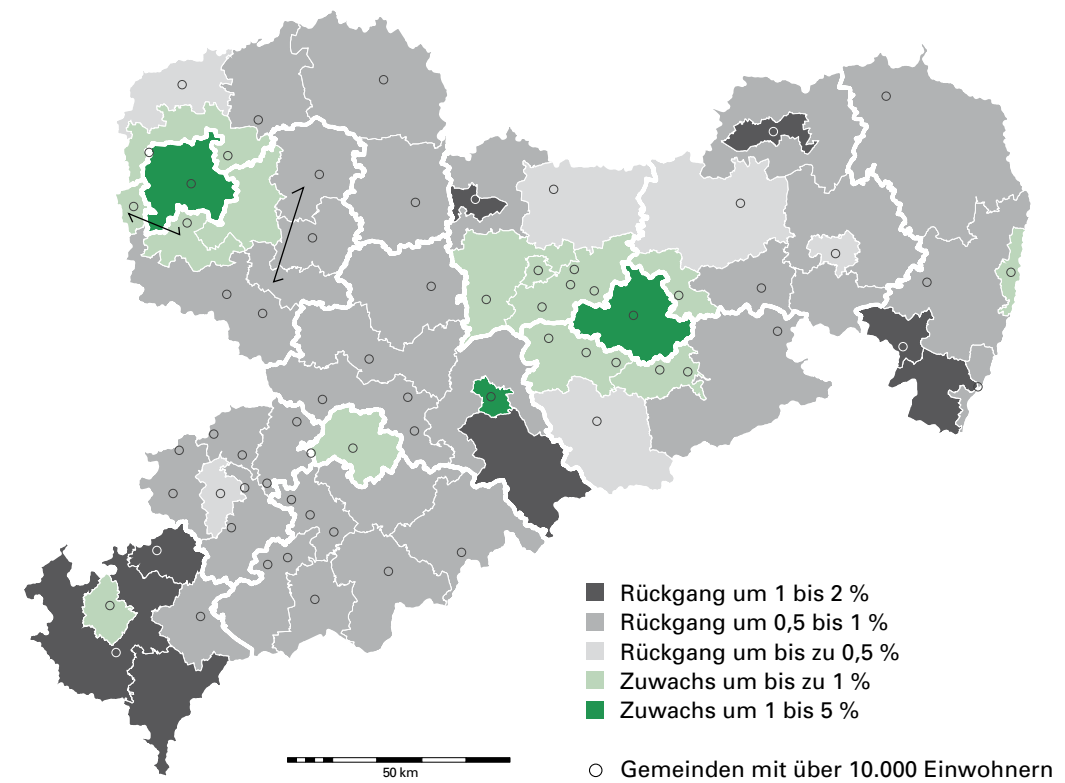 Rückgang um 1 bis 2 %
Rückgang um 0,5 bis 1 %
Rückgang um bis zu 0,5 %
Zuwachs um bis zu 1 %
Zuwachs um 1 bis 5 %
50 km
Gemeinden mit über 10.000 Einwohnern